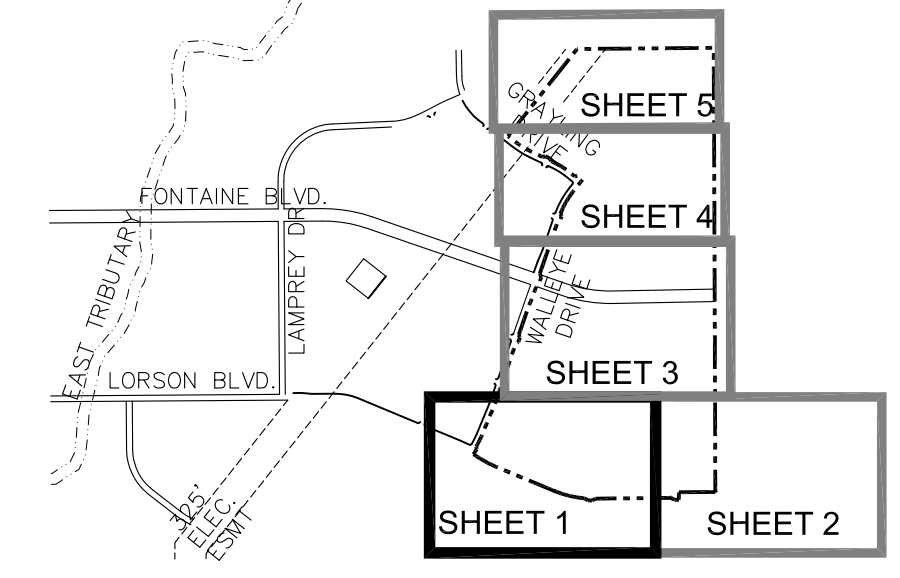 GRAYLING
DRIVE
SHEET 5
FONTAINE BLVD.
SHEET 4
EAST TRIBUTARY
LAMPREY DR
WALLEYE
DRIVE
SHEET 3
LORSON BLVD.
325'
ELEC.
ESMT
SHEET 1
SHEET 2